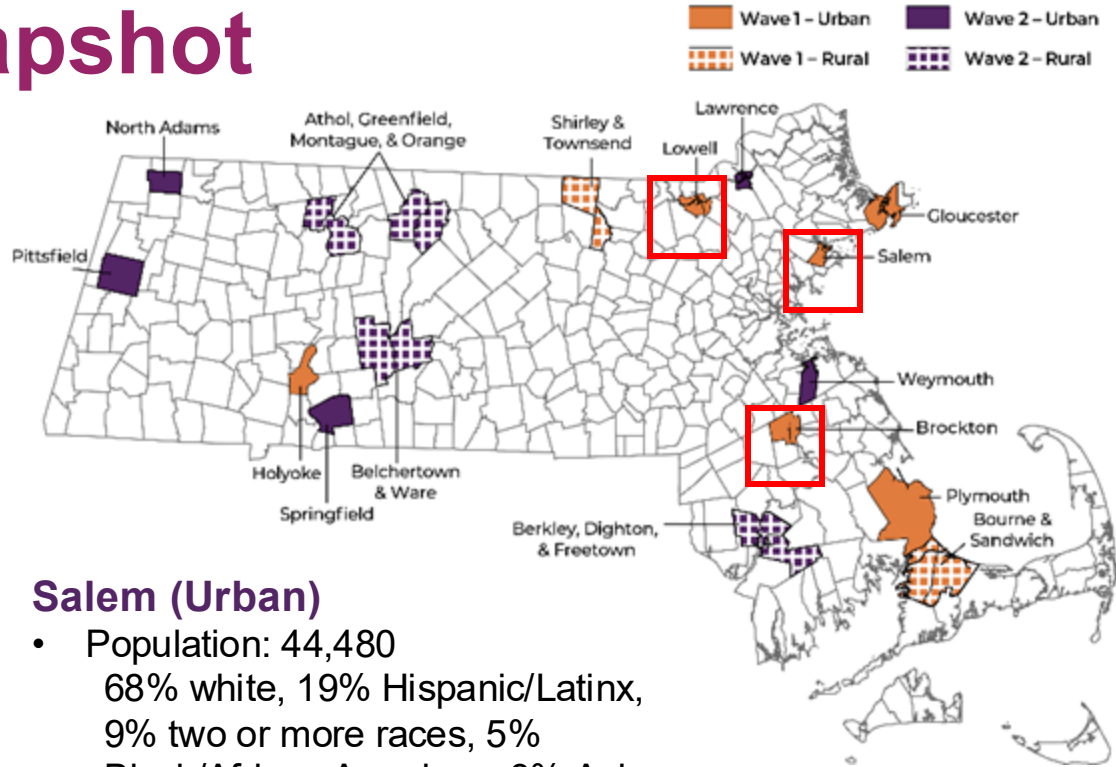 apshot
Wave 1 – Urban
Wave 2 – Urban
Wave 1 – Rural
Wave 2 – Rural
North Adams
Athol, Greenfield,
Montague, & Orange
Shirley &
Townsend
Lawrence
Lowell
Gloucester
Salem
Pittsfield
Weymouth
Brockton
Holyoke
Belchertown
& Ware
Springfield
Plymouth
Bourne &
Sandwich
Berkley, Dighton,
& Freetown
Salem (Urban)
• Population: 44,480
68% white, 19% Hispanic/Latinx,
9% two or more races, 5%